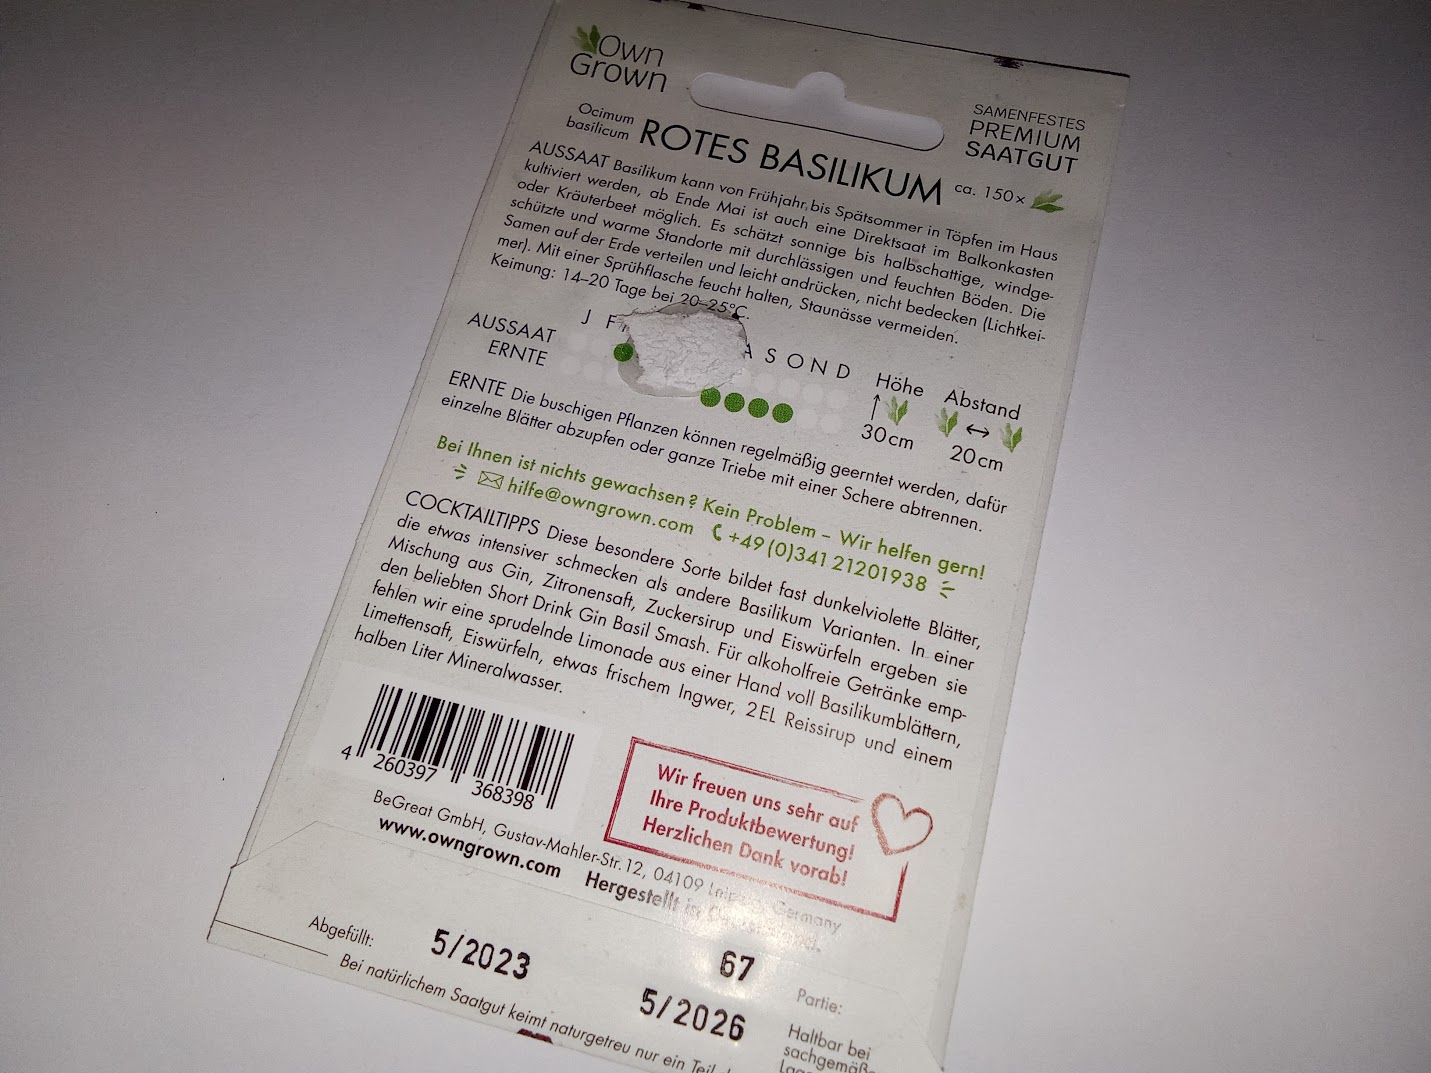 Own
Grown
SAMENFESTES
PREMIUM
SAATGUT
Ocimum
basilicum
ROTES BASILIKUM
ca. 150x
AUSSAAT Basilikum kann von Frühjahr bis Spätsommer in Töpfen im Haus
kultiviert werden, ab Ende Mai ist auch eine Direktsaat im Balkonkasten
oder Kräuterbeet möglich. Es schätzt sonnige bis halbschattige, windge-
schützte und warme Standorte mit durchlässigen und feuchten Böden. Die
Samen auf der Erde verteilen und leicht andrücken, nicht bedecken (Lichtkei-
mer). Mit einer Sprühflasche feucht halten, Staunässe vermeiden.
Keimung: 14–20 Tage bei 20–25°C.
J F A S O N D
AUSSAAT
ERNTE
Höhe
30cm
Abstand
20cm
ERNTE Die buschigen Pflanzen können regelmäßig geerntet werden, dafür
einzelne Blätter abzupfen oder ganze Triebe mit einer Schere abtrennen.
Bei Ihnen ist nichts gewachsen? Kein Problem – Wir helfen gern!
hilfe@owngrown.com +49 (0)341 21201938
COCKTAILTIPPS Diese besondere Sorte bildet fast dunkelviolette Blätter,
die etwas intensiver schmecken als andere Basilikum Varianten. In einer
Mischung aus Gin, Zitronensaft, Zuckersirup und Eiswürfeln ergeben sie
den beliebten Short Drink Gin Basil Smash. Für alkoholfreie Getränke emp-
fehlen wir eine sprudelnde Limonade aus einer Hand voll Basilikumblättern,
Limettensaft, Eiswürfeln, etwas frischem Ingwer, 2EL Reissirup und einem
halben Liter Mineralwasser.
4 260397 368398
Wir freuen uns sehr auf
Ihre Produktbewertung!
Herzlichen Dank vorab!
BeGreat GmbH, Gustav-Mahler-Str. 12, 04109 Germany
www.owngrown.com Hergestellt in
Abgefüllt:
5/2023
67
Partie:
5/2026
Haltbar bei
sachgemäße
Bei natürlichem Saatgut keimt naturgetreu nur ein